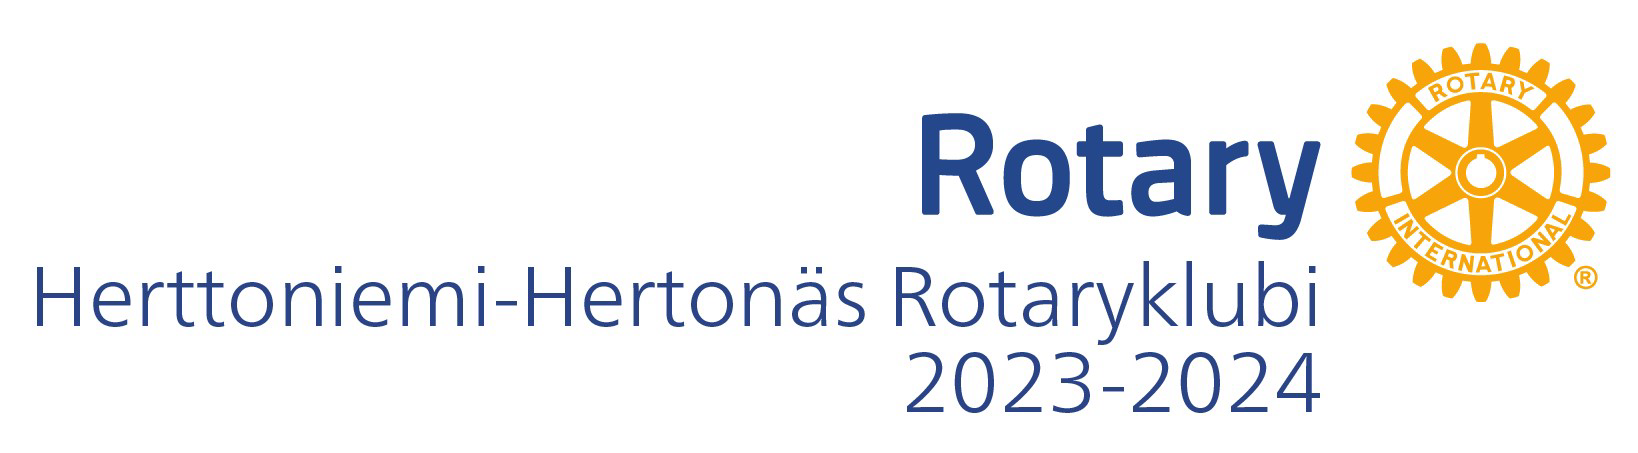 Rotary
ROTARY
INTERNATIONAL
®
Herttoniemi-Hertonäs Rotaryklubi
2023-2024